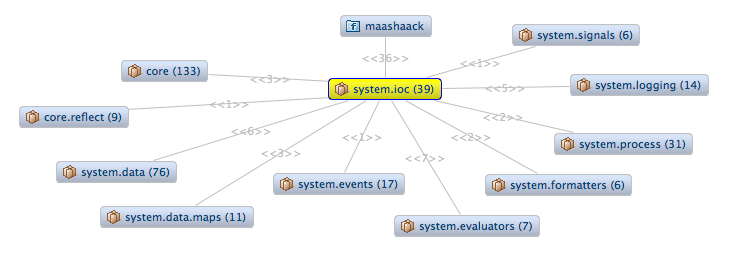 maashaack
system.signals (6)
<<36>>
<<1>>
core (133)
<<3>>
system.ioc (39)
<<5>>
system.logging (14)
core.reflect (9)
<<1>>
<<6>>
<<1>>
<<2>>
<<2>>
system.process (31)
<<3>>
<<7>>
system.data (76)
system.events (17)
system.formatters (6)
system.data.maps (11)
system.evaluators (7)